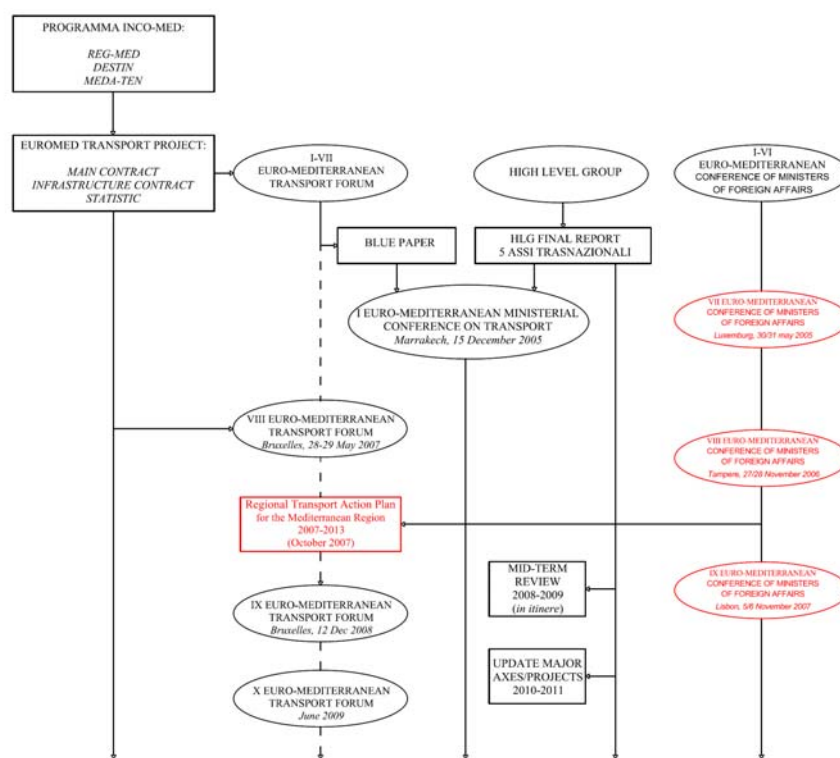 PROGRAMMA INCO-MED:
REG-MED
DESTIN
MEDA-TEN
EUROMED TRANSPORT PROJECT:
MAIN CONTRACT
INFRASTRUCTURE CONTRACT
STATISTIC
I-VII
EURO-MEDITERRANEAN
TRANSPORT FORUM
HIGH LEVEL GROUP
I-VI
EURO-MEDITERRANEAN
CONFERENCE OF MINISTERS
OF FOREIGN AFFAIRS
BLUE PAPER
HLG FINAL REPORT
5 ASSI TRASNAZIONALI
I EURO-MEDITERRANEAN MINISTERIAL
CONFERENCE ON TRANSPORT
Marrakech, 15 December 2005
VII EURO-MEDITERRANEAN
CONFERENCE OF MINISTERS
OF FOREIGN AFFAIRS
Luxemburg, 30/31 may 2005
VIII EURO-MEDITERRANEAN
TRANSPORT FORUM
Bruxelles, 28-29 May 2007
VIII EURO-MEDITERRANEAN
CONFERENCE OF MINISTERS
OF FOREIGN AFFAIRS
Tampere, 27/28 November 2006
Regional Transport Action Plan
for the Mediterranean Region
2007-2013
(October 2007)
MID-TERM
REVIEW
2008-2009
(in itinere)
IX EURO-MEDITERRANEAN
CONFERENCE OF MINISTERS
OF FOREIGN AFFAIRS
Lisbon, 5/6 November 2007
IX EURO-MEDITERRANEAN
TRANSPORT FORUM
Bruxelles, 12 Dec 2008
UPDATE MAJOR
AXES/PROJECTS
2010-2011
X EURO-MEDITERRANEAN
TRANSPORT FORUM
June 2009